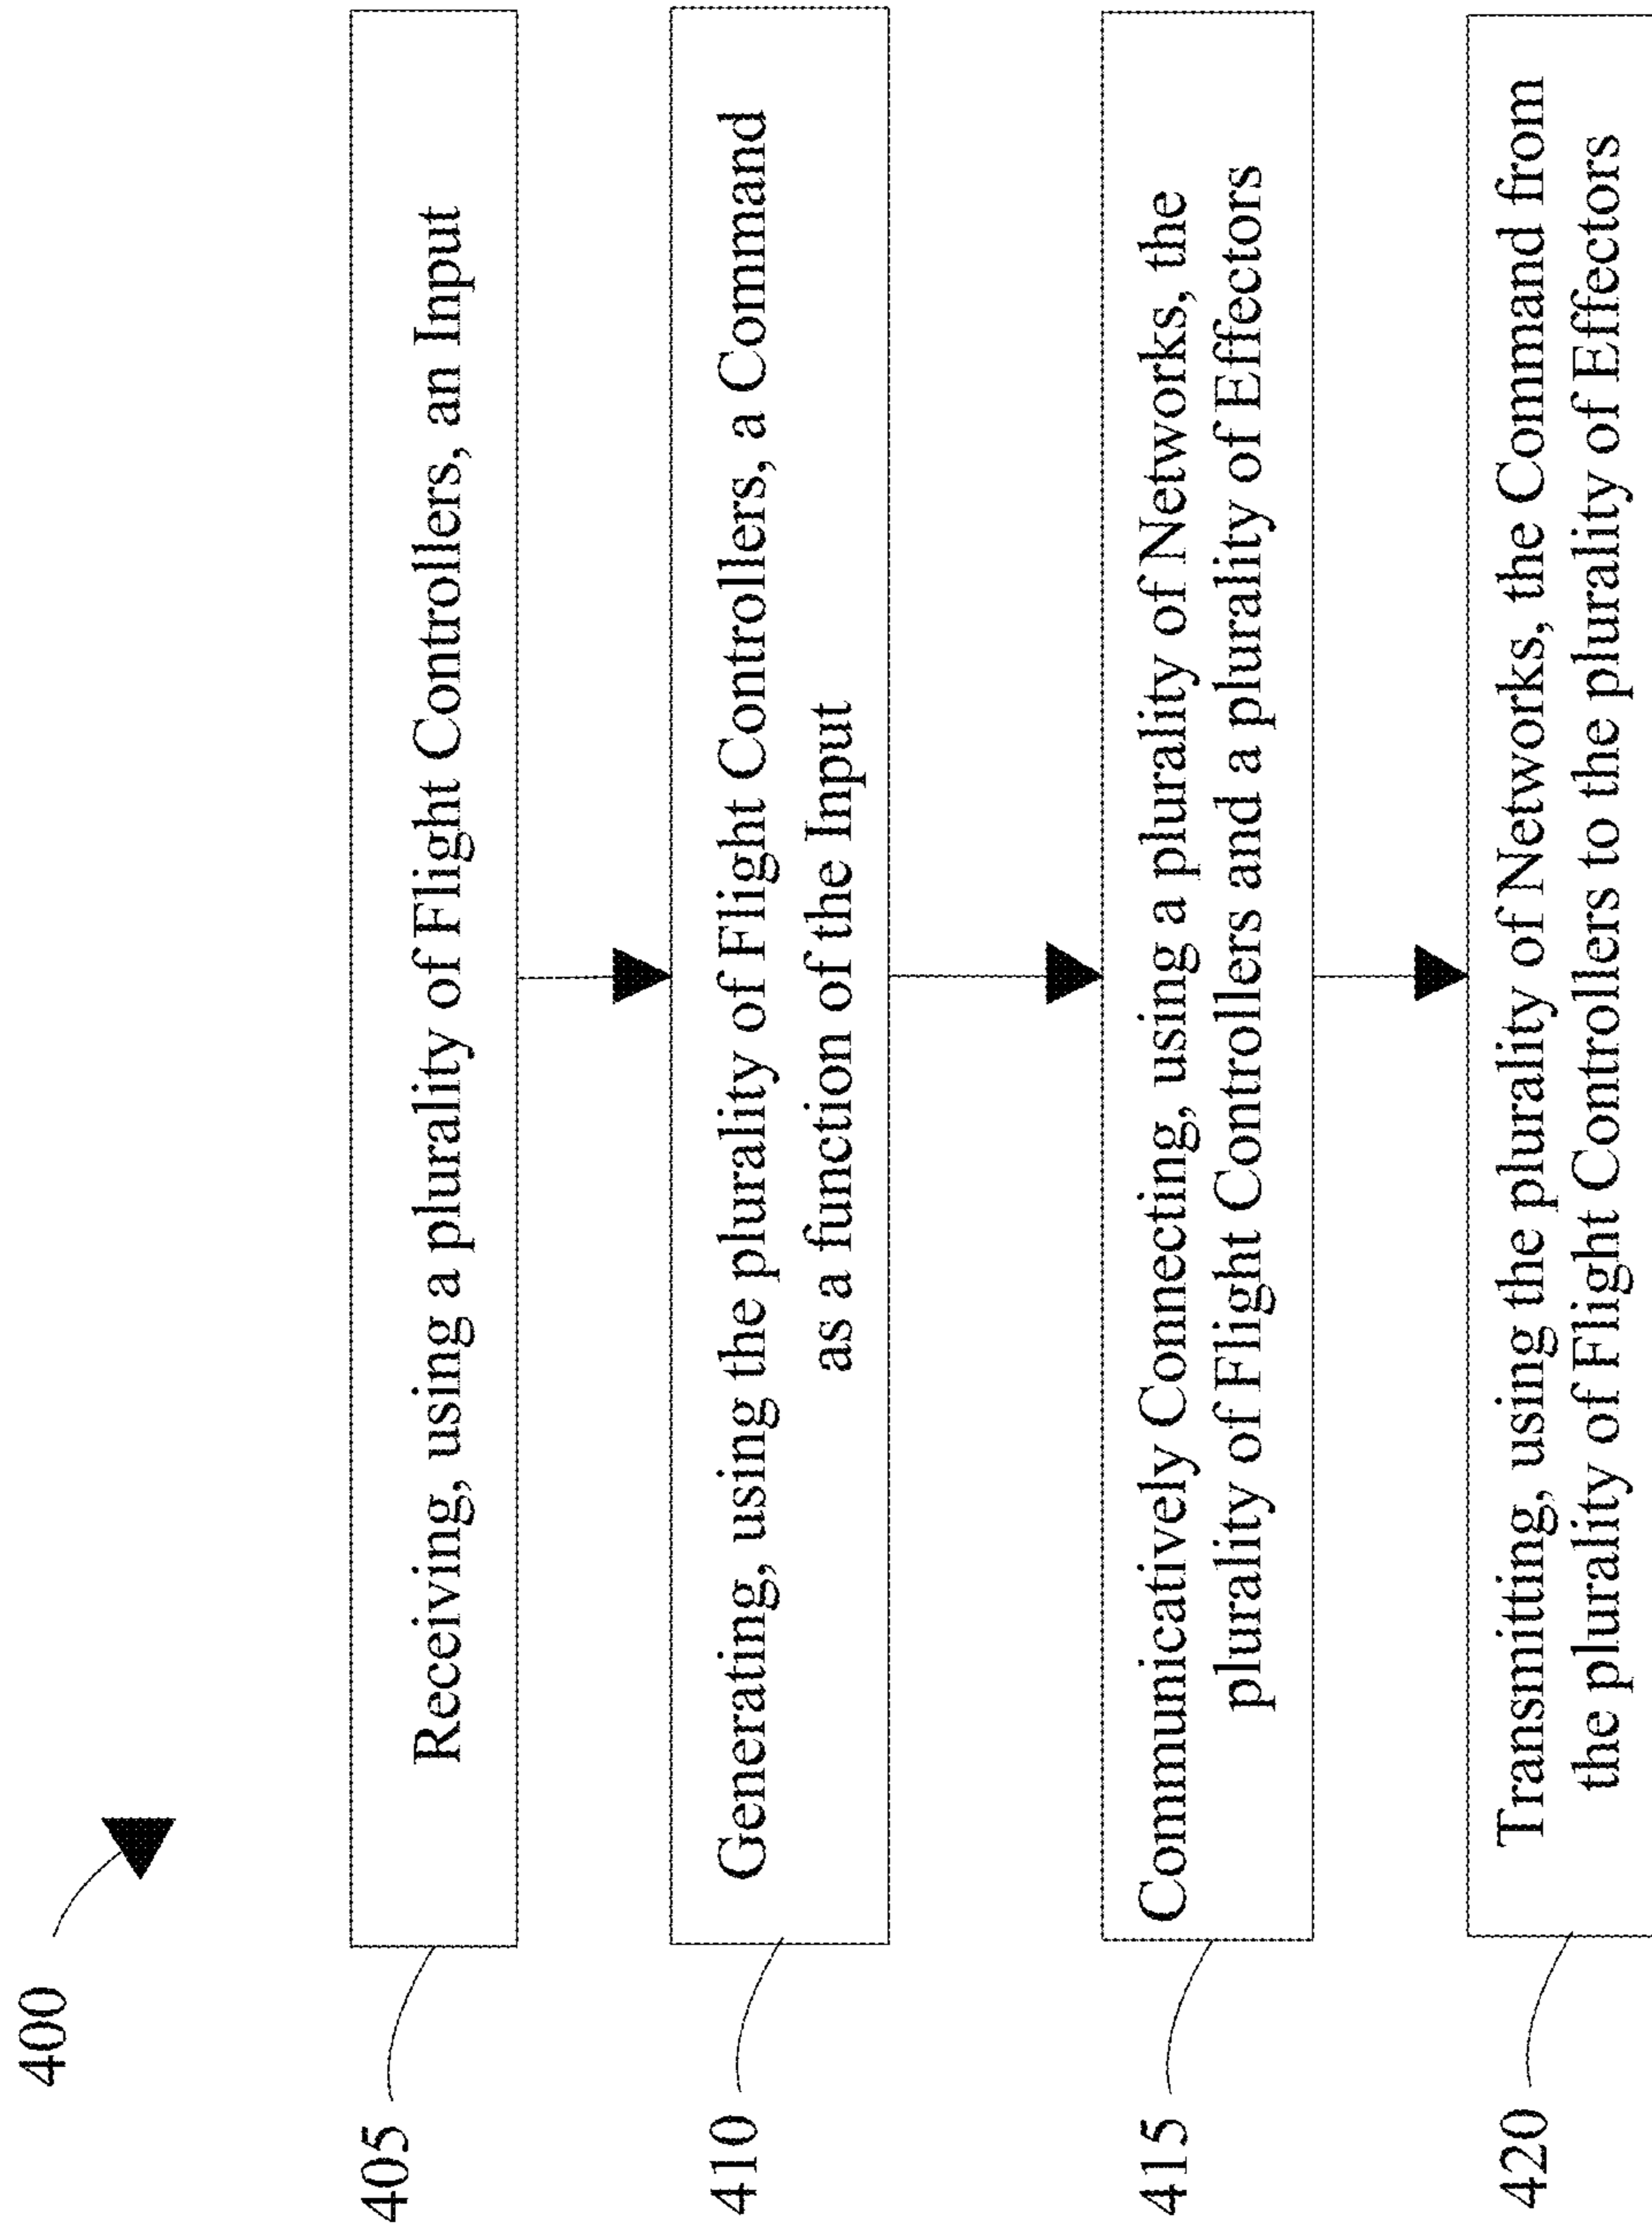 400
405
Receiving, using a plurality of Flight Controllers, an Input
410
Generating, using the plurality of Flight Controllers, a Command
as a function of the Input
415
Communicatively Connecting, using a plurality of Networks, the
plurality of Flight Controllers and a plurality of Effectors
420
Transmitting, using the plurality of Networks, the Command from
the plurality of Flight Controllers to the plurality of Effectors